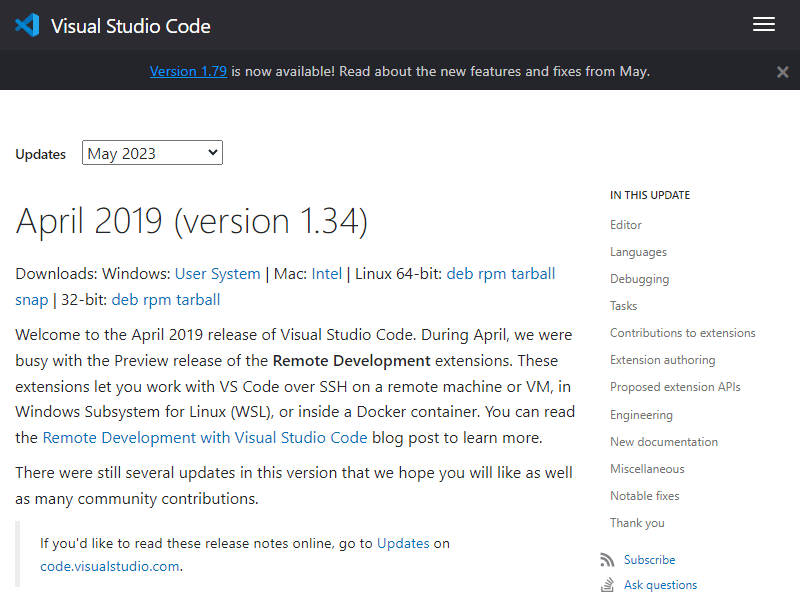 Visual Studio Code
Version 1.79 is now available! Read about the new features and fixes from May.
Updates
May 2023
April 2019 (version 1.34)
Downloads: Windows: User System | Mac: Intel | Linux 64-bit: deb rpm tarball
snap | 32-bit: deb rpm tarball
Welcome to the April 2019 release of Visual Studio Code. During April, we were
busy with the Preview release of the Remote Development extensions. These
extensions let you work with VS Code over SSH on a remote machine or VM, in
Windows Subsystem for Linux (WSL), or inside a Docker container. You can read
the Remote Development with Visual Studio Code blog post to learn more.
There were still several updates in this version that we hope you will like as well
as many community contributions.
If you'd like to read these release notes online, go to Updates on
code.visualstudio.com.
IN THIS UPDATE
Editor
Languages
Debugging
Tasks
Contributions to extensions
Extension authoring
Proposed extension APIs
Engineering
New documentation
Miscellaneous
Notable fixes
Thank you
Subscribe
Ask questions